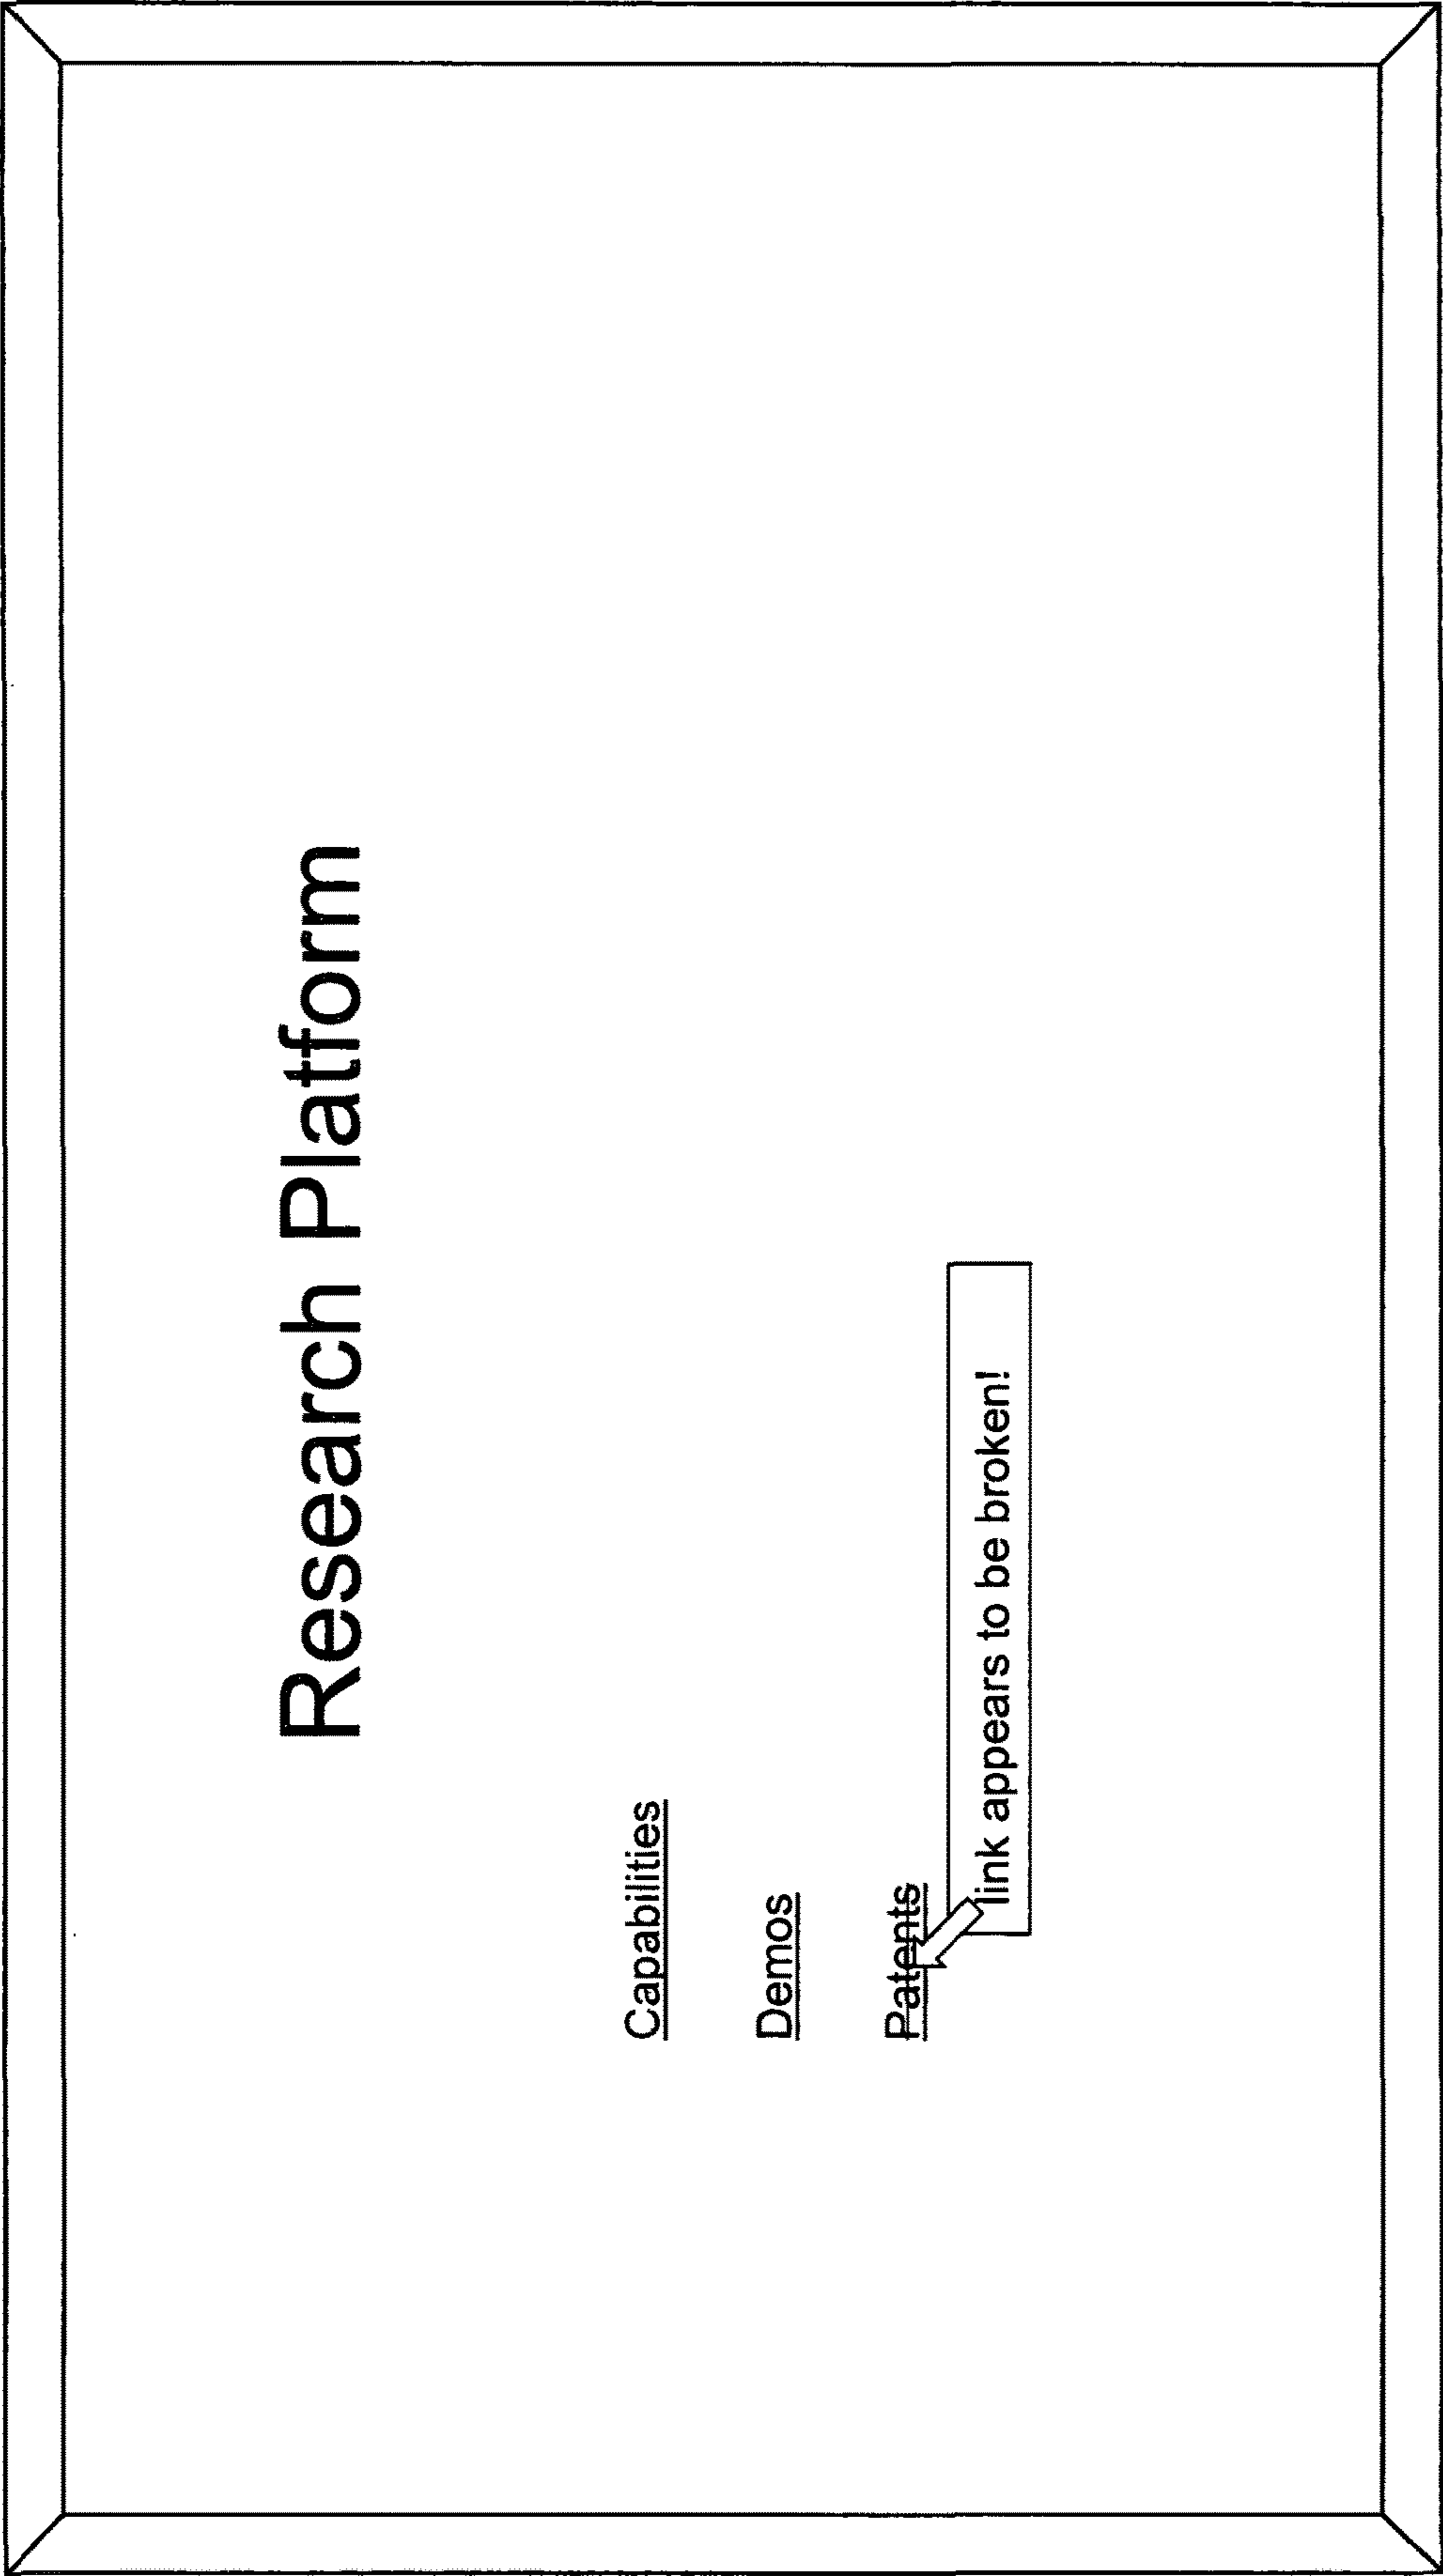 Research Platform
Capabilities
Demos
Patents
link appears to be broken!